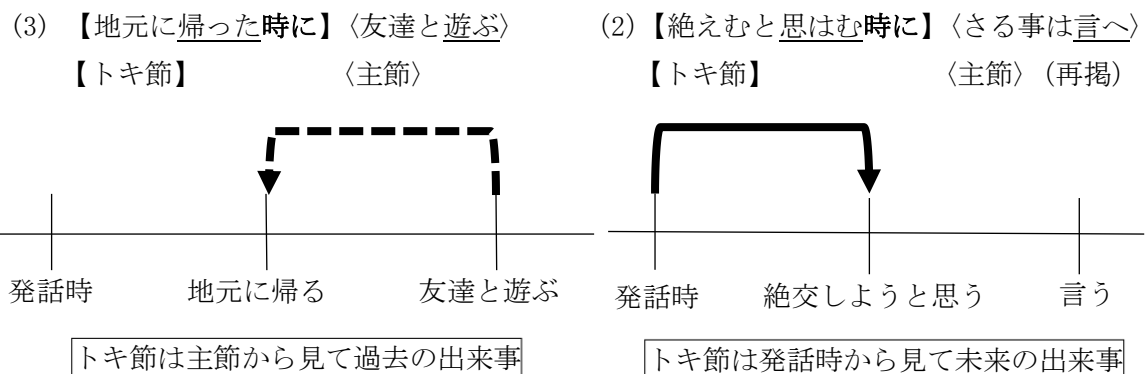 (3) 【地元に帰った時に】〈友達と遊ぶ〉
【トキ節】 〈主節〉
発話時 地元に帰る 友達と遊ぶ
トキ節は主節から見て過去の出来事
(2)【絶えむと思はむ時に】〈さる事は言へ〉
【トキ節】 〈主節〉(再掲)
発話時 絶交しようと思う 言う
トキ節は発話時から見て未来の出来事